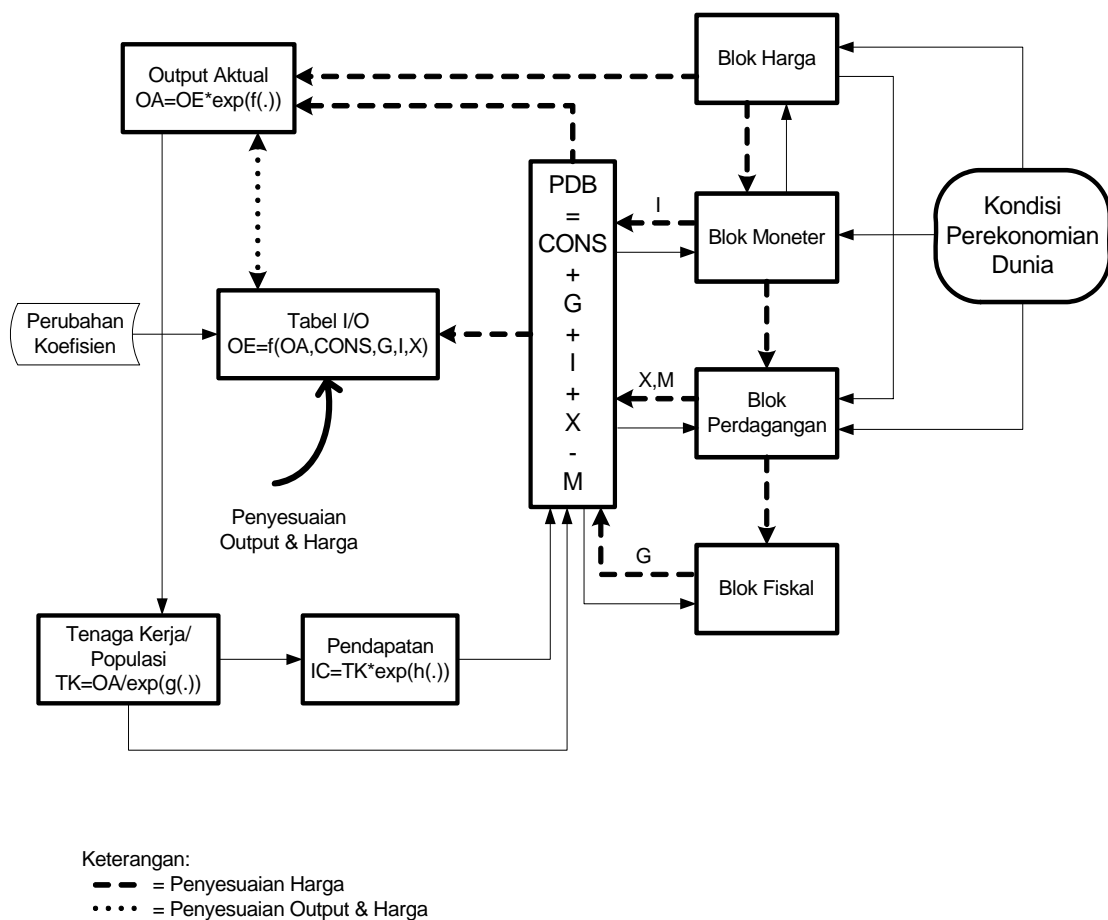 Output Aktual
OA=OE*exp(f(.))
Blok Harga
PDB
=
CONS
+
G
+
I
+
X
-
M
I
Blok Moneter
Kondisi
Perekonomian
Dunia
Perubahan
Koefisien
Tabel I/O
OE=f(OA,CONS,G,I,X)
X,M
Blok
Perdagangan
Penyesuaian
Output & Harga
G
Blok Fiskal
Tenaga Kerja/
Populasi
TK=OA/exp(g(.))
Pendapatan
IC=TK*exp(h(.))
Keterangan:
= Penyesuaian Harga
= Penyesuaian Output & Harga